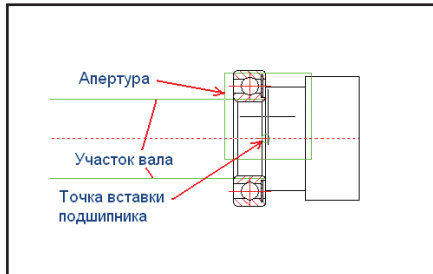 Апертура
Участок вала
Точка вставки
подшипника